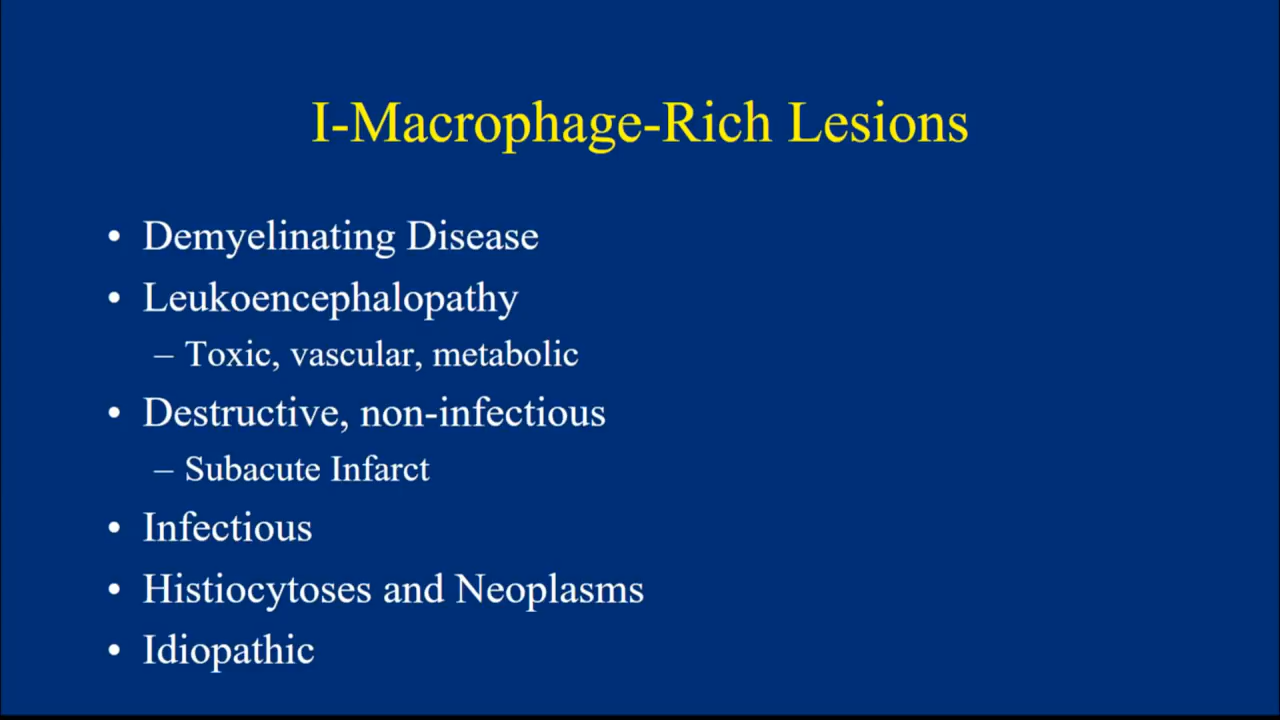 I-Macrophage-Rich Lesions
• Demyelinating Disease
• Leukoencephalopathy
– Toxic, vascular, metabolic
• Destructive, non-infectious
– Subacute Infarct
• Infectious
• Histiocytoses and Neoplasms
• Idiopathic